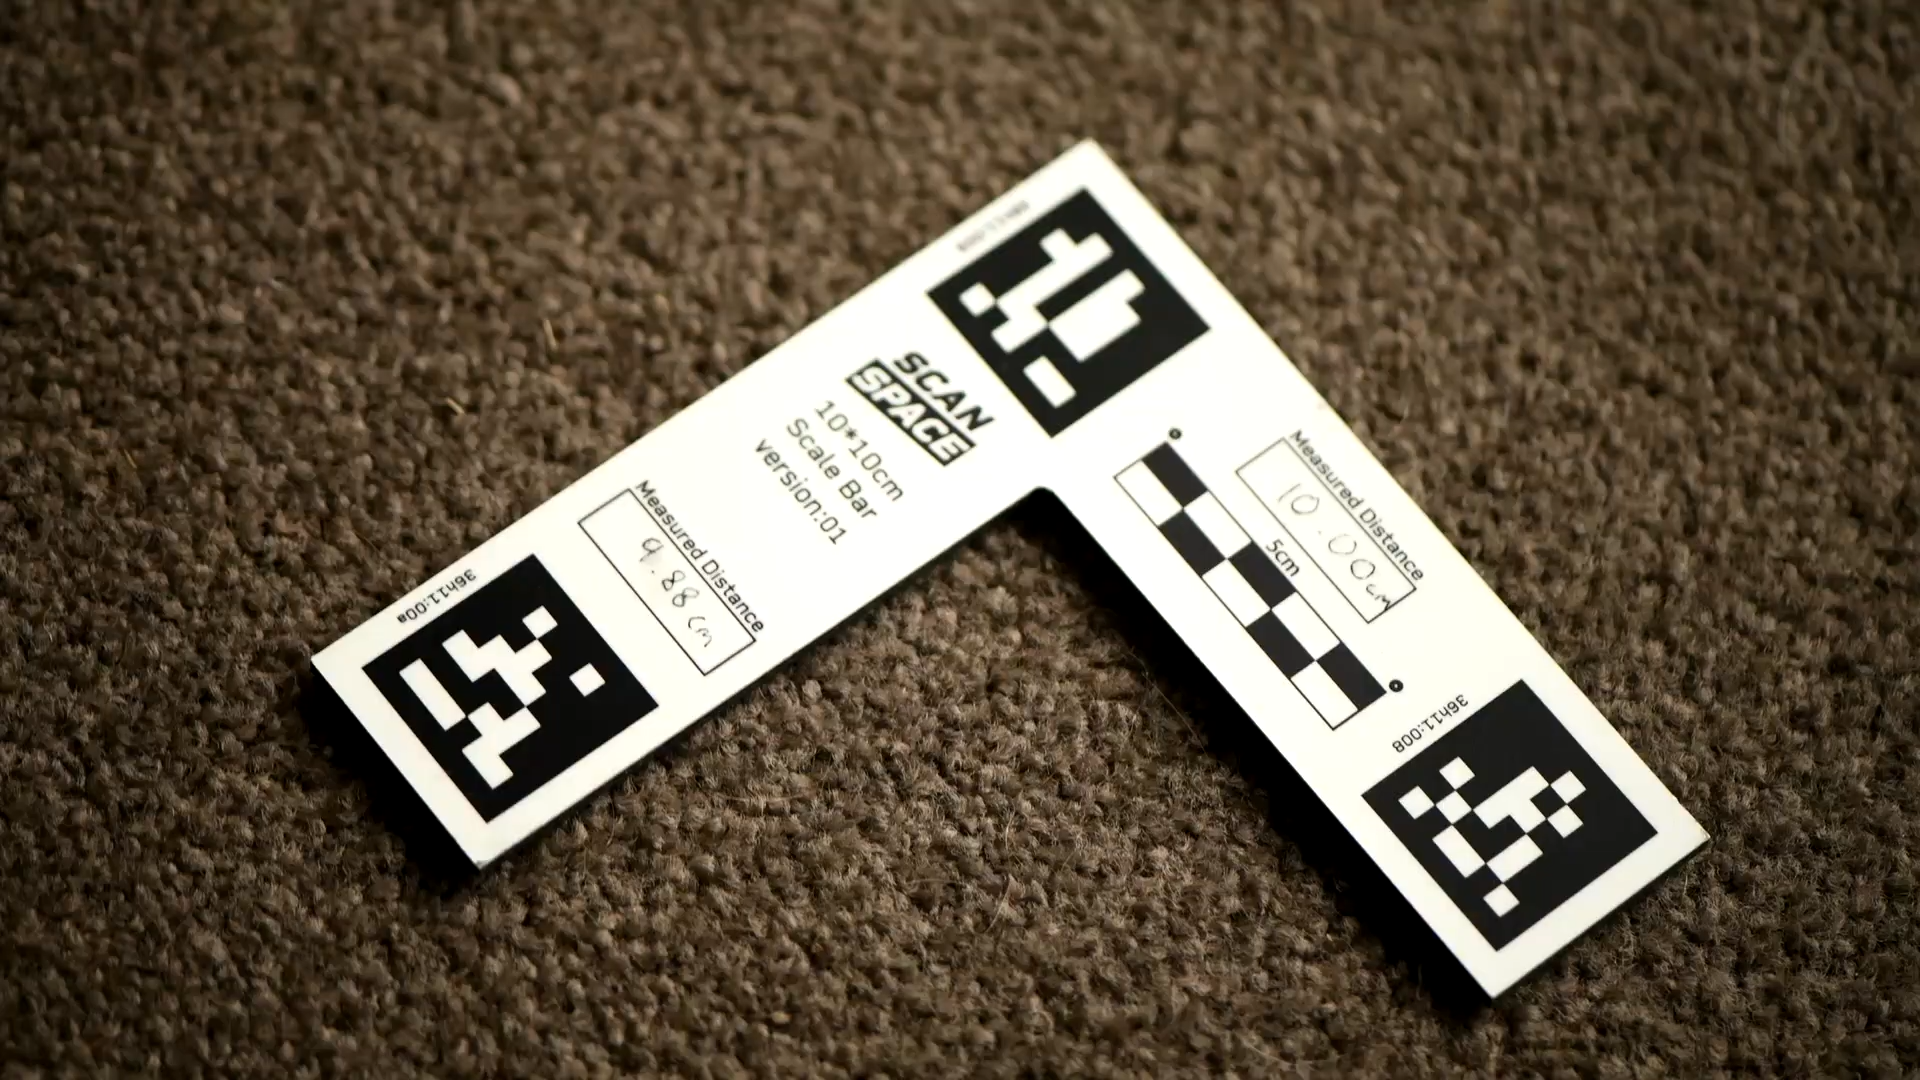 SCAN
SPACE
10*10cm
Scale Bar
version:01
Measured Distance
9.88cm
36h11:00a
Measured Distance
10.00cm
5cm
36h11:008